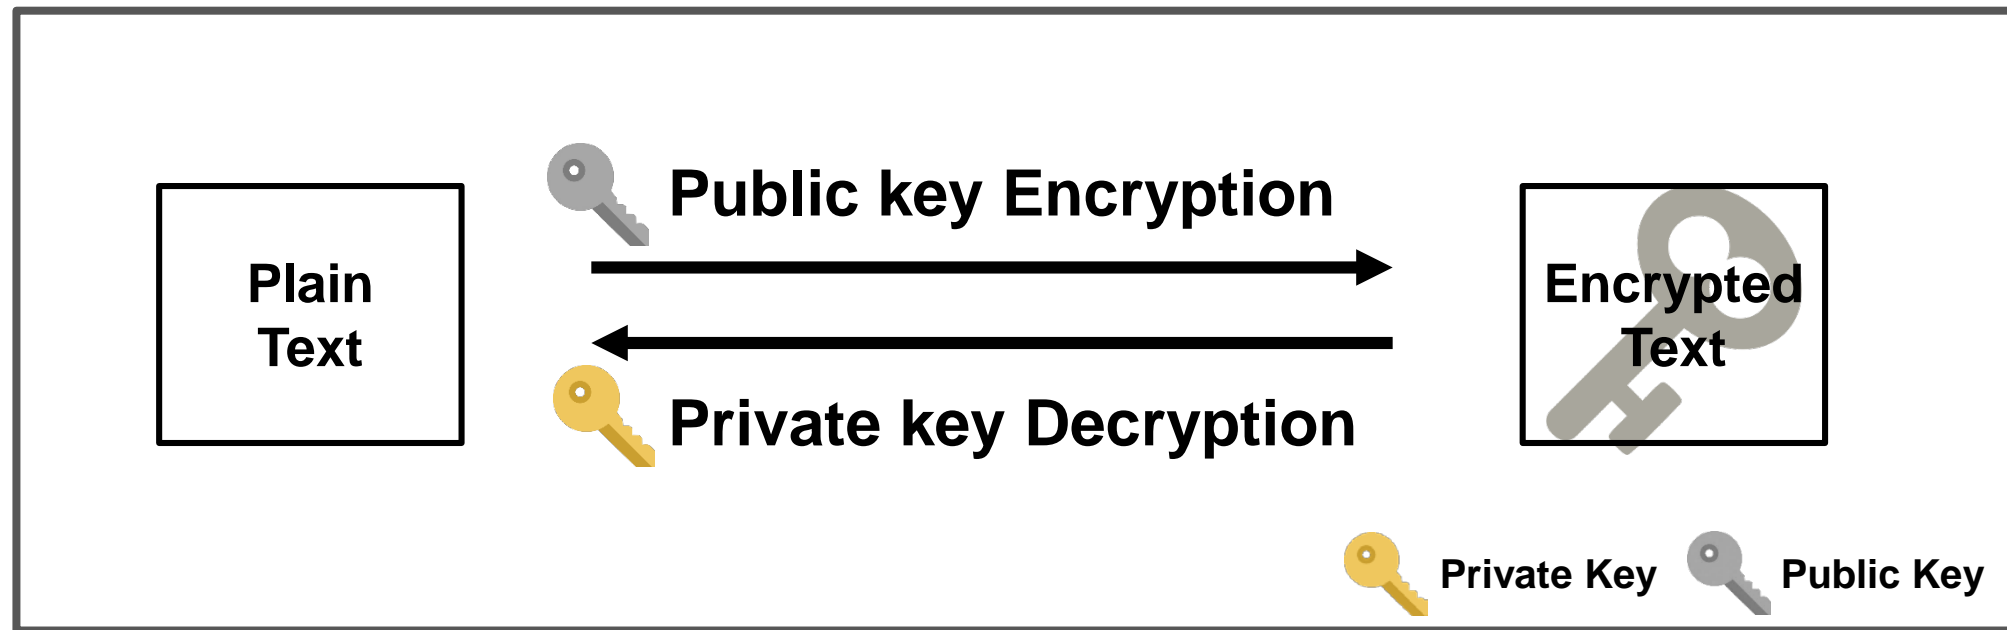 Public key Encryption
Plain
Text
Encrypted
Text
Private key Decryption
Private Key
Public Key